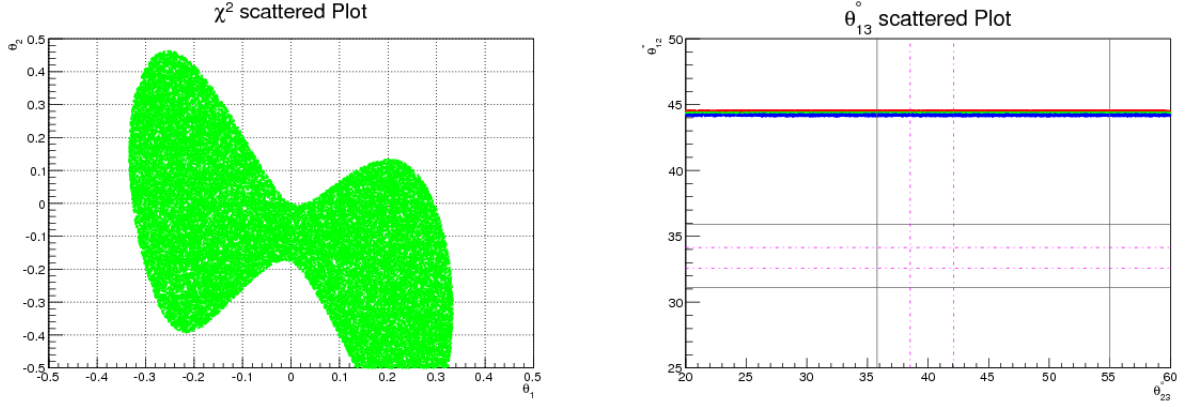 χ² scattered Plot
θ₂
0.5
0.4
0.3
0.2
0.1
0
-0.1
-0.2
-0.3
-0.4
-0.5
-0.5 -0.4 -0.3 -0.2 -0.1 0 0.1 0.2 0.3 0.4 0.5
θ₁
θ°₁₃ scattered Plot
θ°₁₂
50
45
40
35
30
25
20 25 30 35 40 45 50 55 60
θ°₂₃